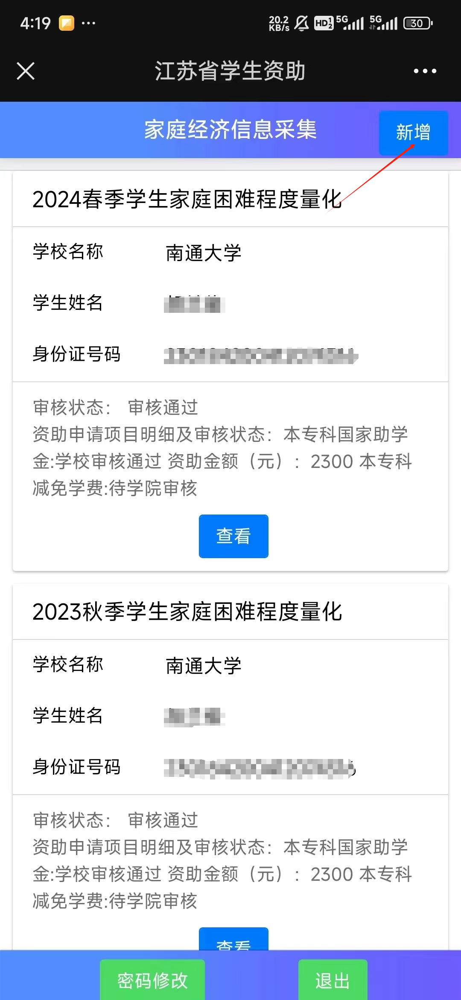 4:19 ... 20.2 KB/s HD 1 2 5G 5G 30
江苏省学生资助
家庭经济信息采集
新增
2024春季学生家庭困难程度量化
学校名称 南通大学
学生姓名
身份证号码
审核状态： 审核通过
资助申请项目明细及审核状态：本专科国家助学
金:学校审核通过 资助金额（元）：2300 本专科
减免学费:待学院审核
查看
2023秋季学生家庭困难程度量化
学校名称 南通大学
学生姓名
身份证号码
审核状态： 审核通过
资助申请项目明细及审核状态：本专科国家助学
金:学校审核通过 资助金额（元）：2300 本专科
减免学费:待学院审核
查看
密码修改 退出